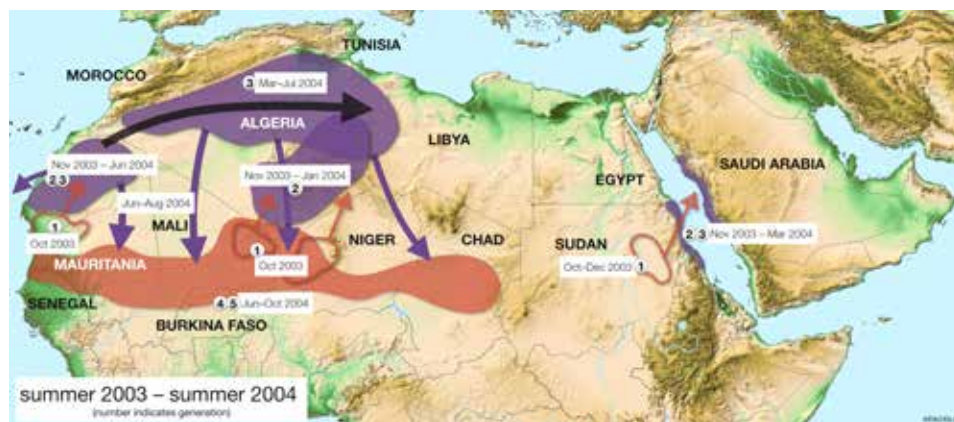 TUNISIA
MOROCCO
3 Mar–Jul 2004
ALGERIA
LIBYA
Nov 2003 – Jun 2004
2 3
Nov 2003 – Jan 2004
2
EGYPT
SAUDI ARABIA
Jun-Aug 2004
MALI
1
Oct 2003
2 3 Nov 2003 – Mar 2004
NIGER
CHAD
SUDAN
1
Oct 2003
Oct-Dec 2003 1
MAURITANIA
SENEGAL
4 5 Jun–Oct 2004
BURKINA FASO
summer 2003 – summer 2004
(number indicates generation)